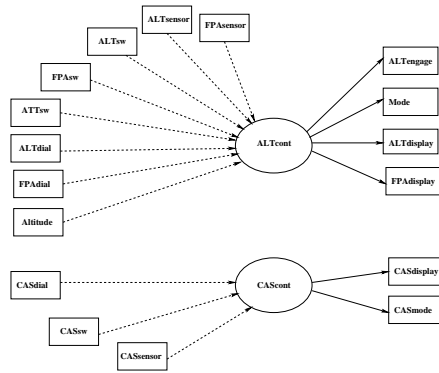 ALTsensor
FPAsensor
ALTsw
FPAsw
ATTsw
ALTdial
FPAdial
Altitude
ALTcont
ALTengage
Mode
ALTdisplay
FPAdisplay
CASdial
CASsw
CASsensor
CAScont
CASdisplay
CASmode